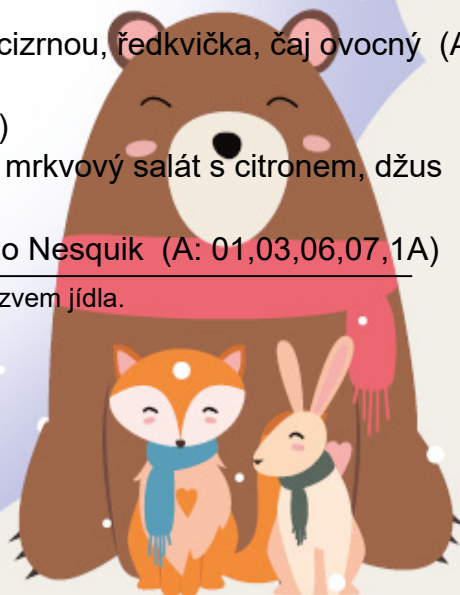 cizrnou, ředkvička, čaj ovocný (A
)
mrkvový salát s citronem, džus
o Nesquik (A: 01,03,06,07,1A)
zvem jídla.